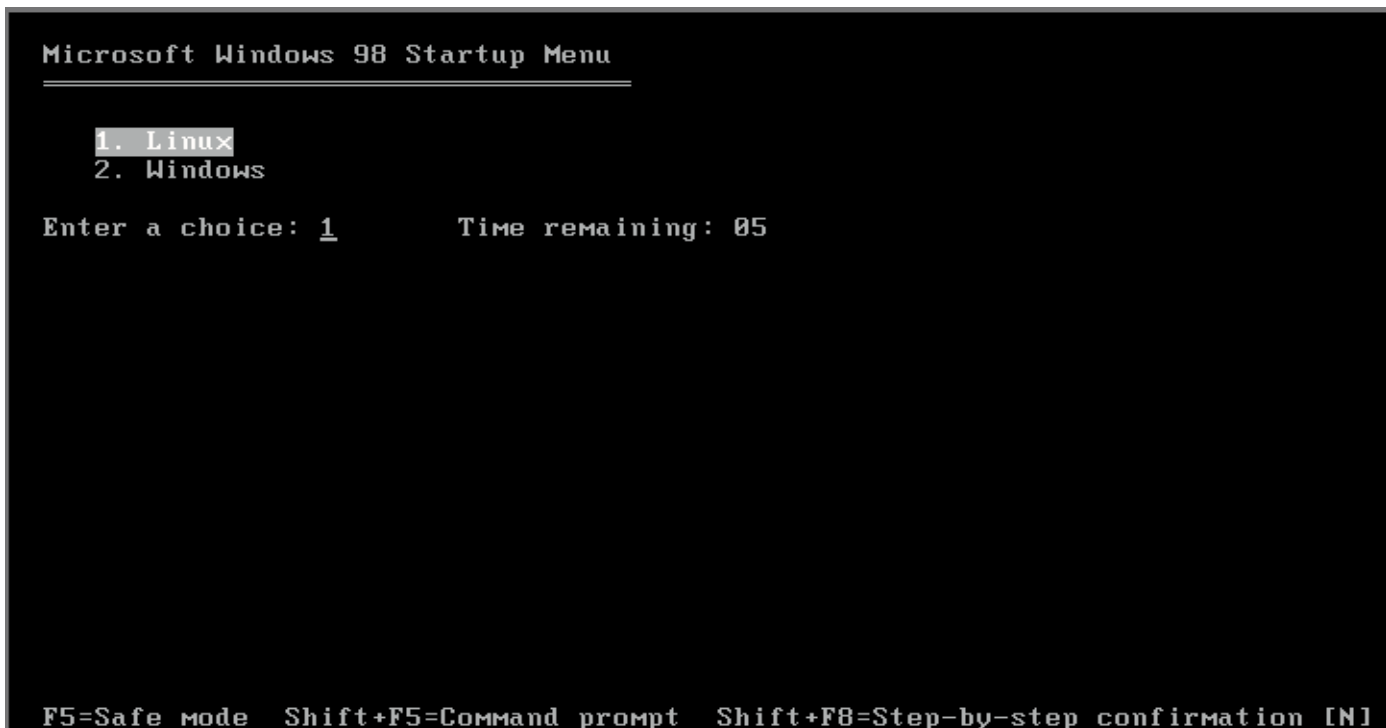 Microsoft Windows 98 Startup Menu
1. Linux
2. Windows
Enter a choice: 1 Time remaining: 05
F5=Safe mode Shift+F5=Command prompt Shift+F8=Step-by-step confirmation [N]